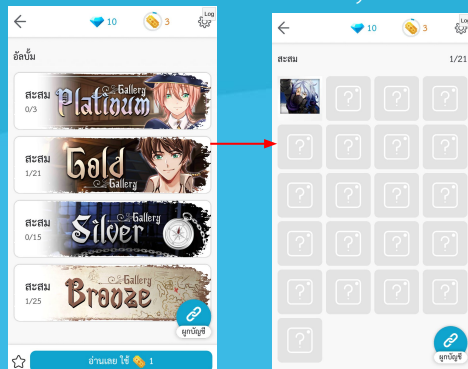 10
3
Log
อัลบั้ม
สะสม
0/3
Gallery
Platinum
สะสม
1/21
Gold
Gallery
สะสม
0/15
Gallery
Silver
สะสม
1/25
Gallery
Bronze
ผูกบัญชี
อ่านเลย ใช้ 1
10
3
Log
สะสม
1/21
ผูกบัญชี